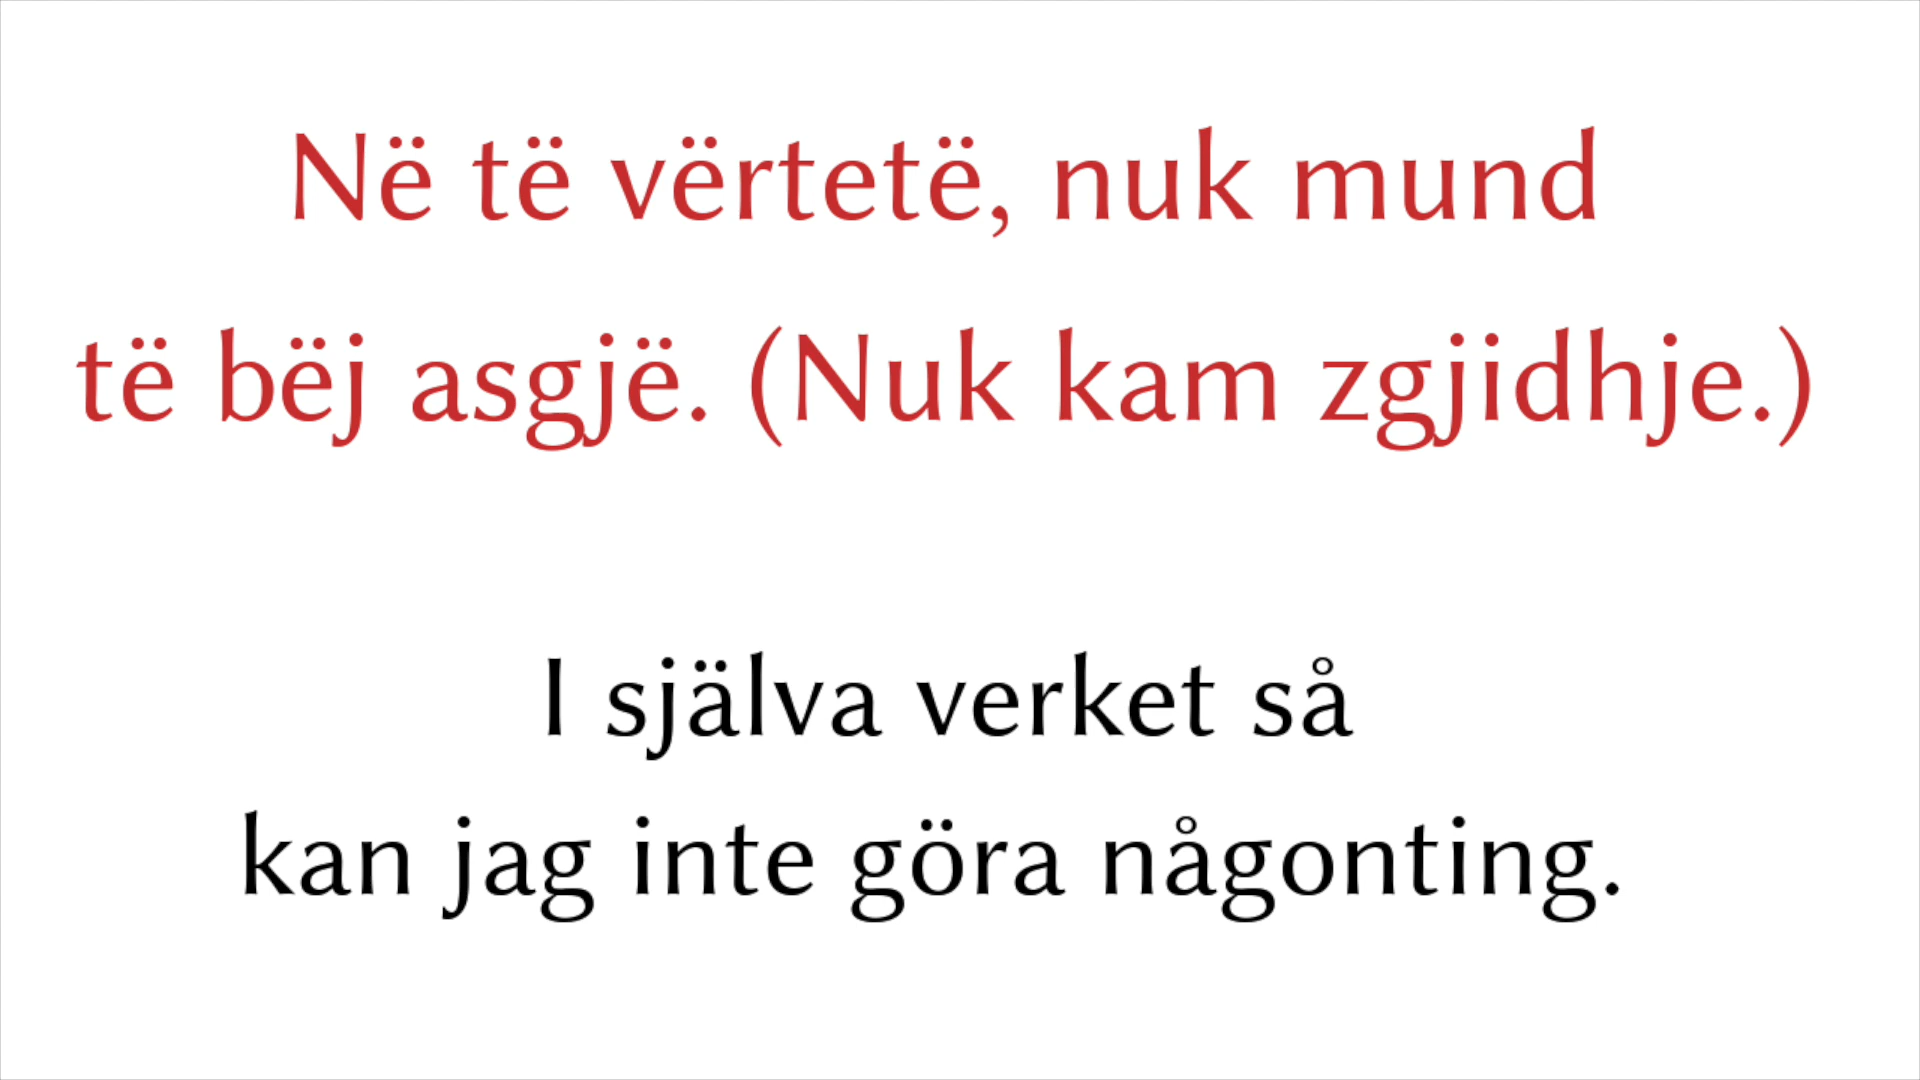 Në të vërtetë, nuk mund
të bëj asgjë. (Nuk kam zgjidhje.)
I själva verket så
kan jag inte göra någonting.